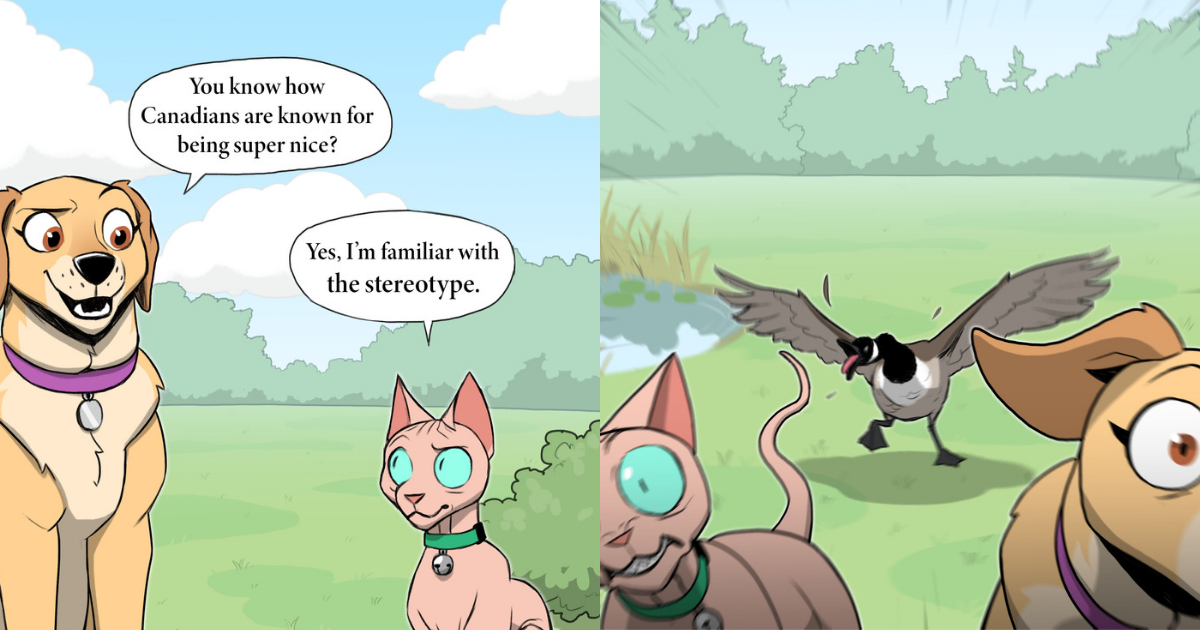 You know how
Canadians are known for
being super nice?
Yes, I'm familiar with
the stereotype.